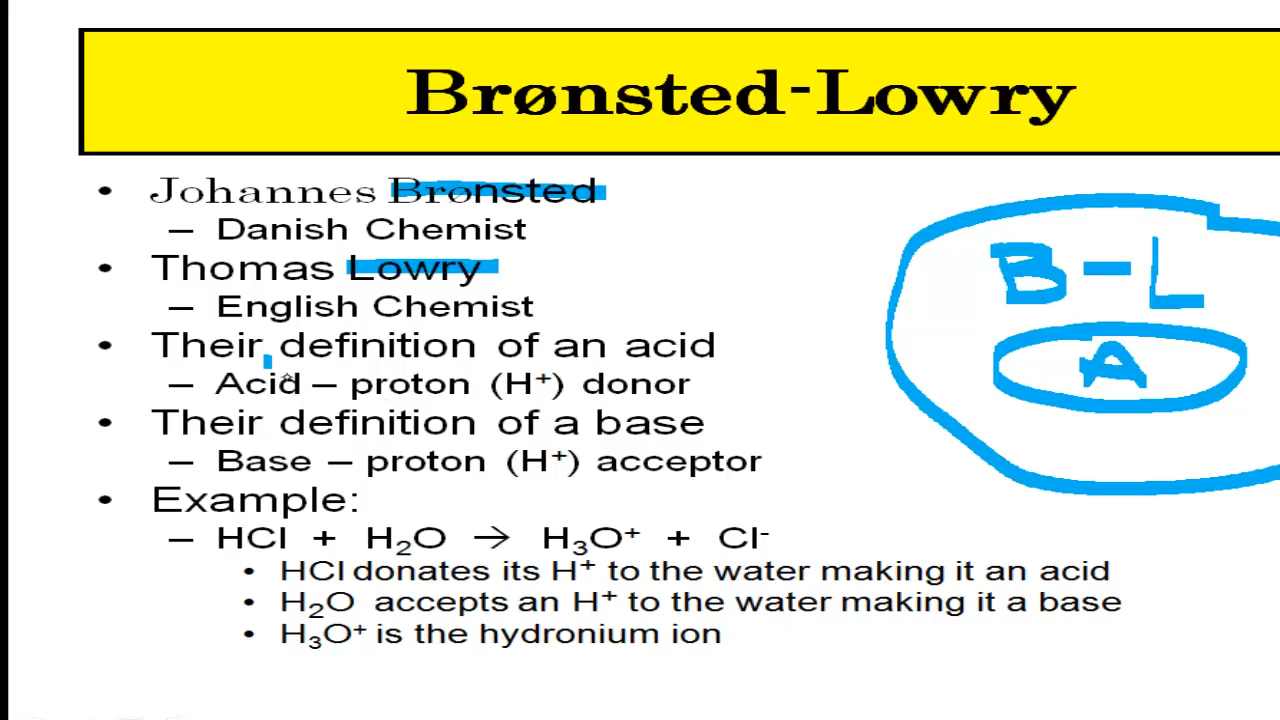 Brønsted-Lowry
• Johannes Brønsted
– Danish Chemist
• Thomas Lowry
– English Chemist
• Their definition of an acid
– Acid – proton (H⁺) donor
• Their definition of a base
– Base – proton (H⁺) acceptor
• Example:
– HCl + H₂O → H₃O⁺ + Cl⁻
• HCl donates its H⁺ to the water making it an acid
• H₂O accepts an H⁺ to the water making it a base
• H₃O⁺ is the hydronium ion
B-L
A